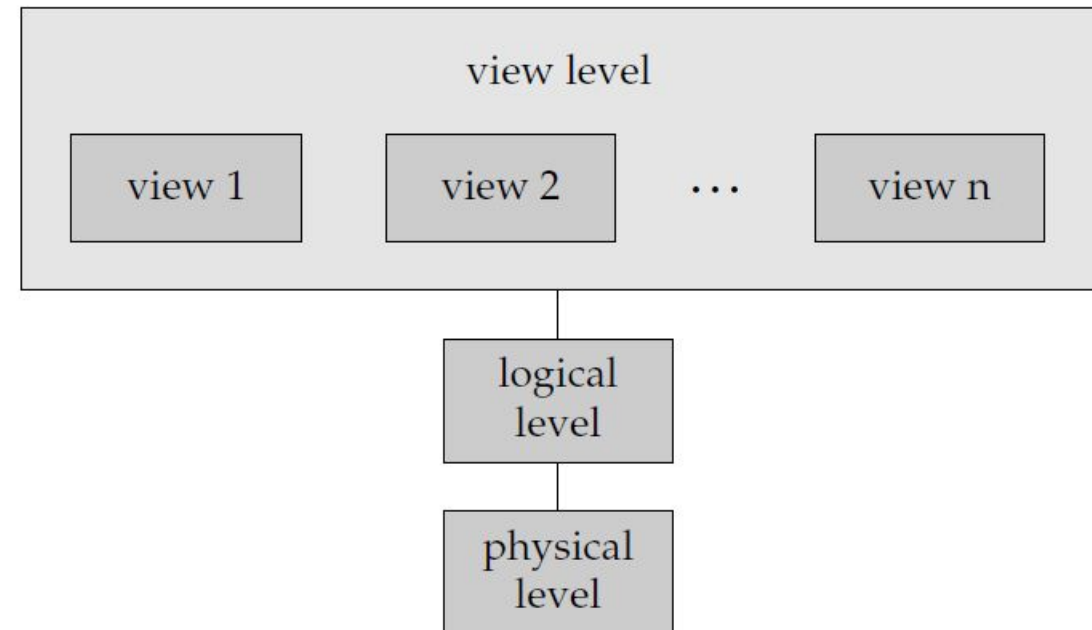 view level
view 1
view 2
...
view n
logical
level
physical
level